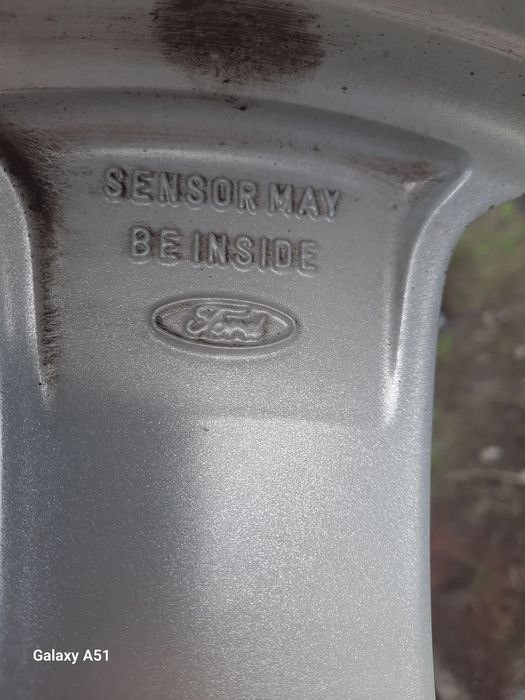 SENSOR MAY
BE INSIDE
Ford
Galaxy A51